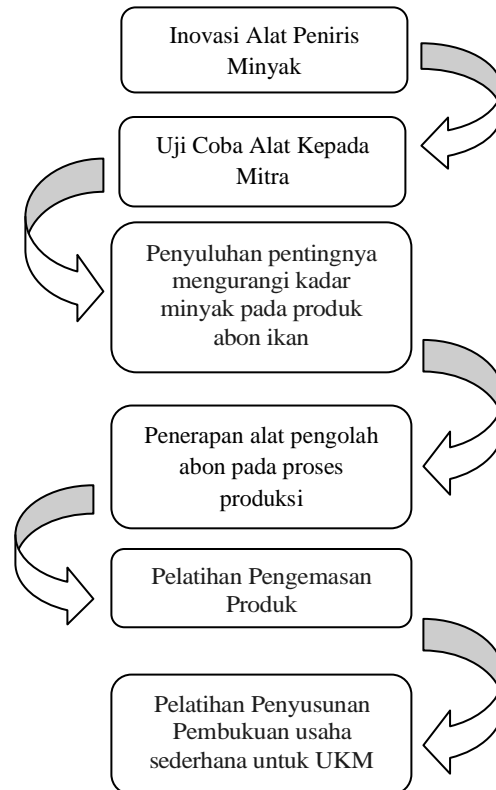 Inovasi Alat Peniris
Minyak
Uji Coba Alat Kepada
Mitra
Penyuluhan pentingnya
mengurangi kadar
minyak pada produk
abon ikan
Penerapan alat pengolah
abon pada proses
produksi
Pelatihan Pengemasan
Produk
Pelatihan Penyusunan
Pembukuan usaha
sederhana untuk UKM